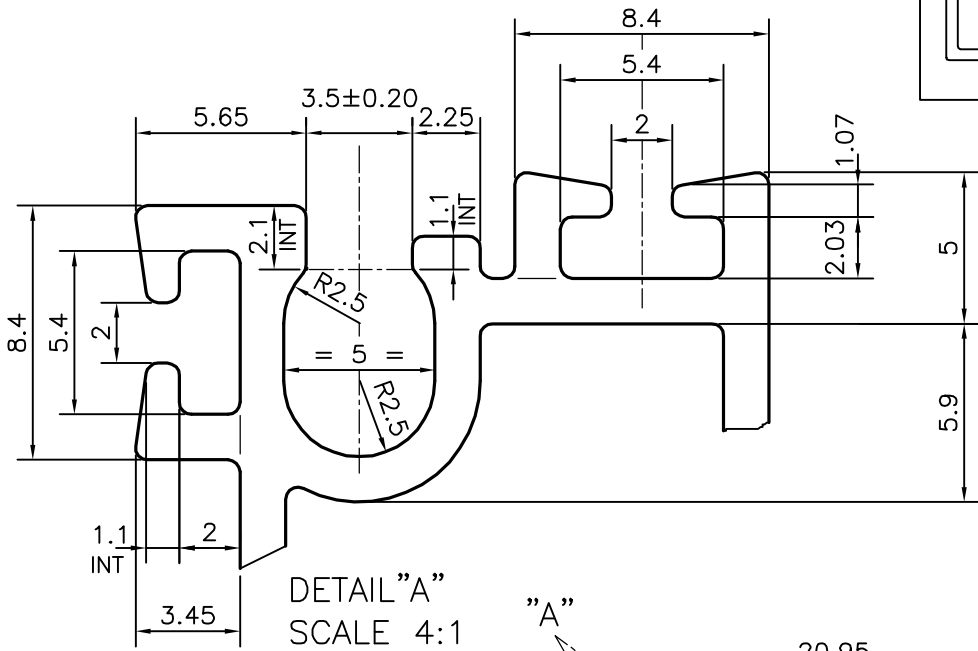 8.4
5.4
3.5±0.20
5.65
2.25
2
1.07
2.1
INT
1.1
INT
2.03
5
R2.5
8.4
5.4
2
= 5 =
R2.5
5.9
1.1
INT
2
3.45
DETAIL"A"
SCALE 4:1
"A"
20.95